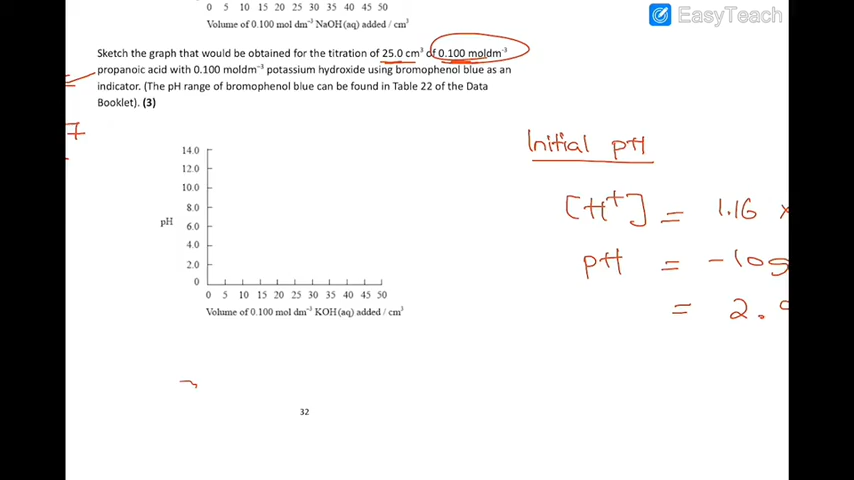 0 5 10 15 20 25 30 35 40 45 50
Volume of 0.100 mol dm⁻³ NaOH (aq) added / cm³
EasyTeach
Sketch the graph that would be obtained for the titration of 25.0 cm³ of 0.100 moldm⁻³
propanoic acid with 0.100 moldm⁻³ potassium hydroxide using bromophenol blue as an
indicator. (The pH range of bromophenol blue can be found in Table 22 of the Data
Booklet). (3)
7
Initial pH
14.0
12.0
10.0
8.0
pH
6.0
4.0
2.0
0
[H⁺] = 1.16
pH = -log
= 2.
0 5 10 15 20 25 30 35 40 45 50
Volume of 0.100 mol dm⁻³ KOH (aq) added / cm³
32